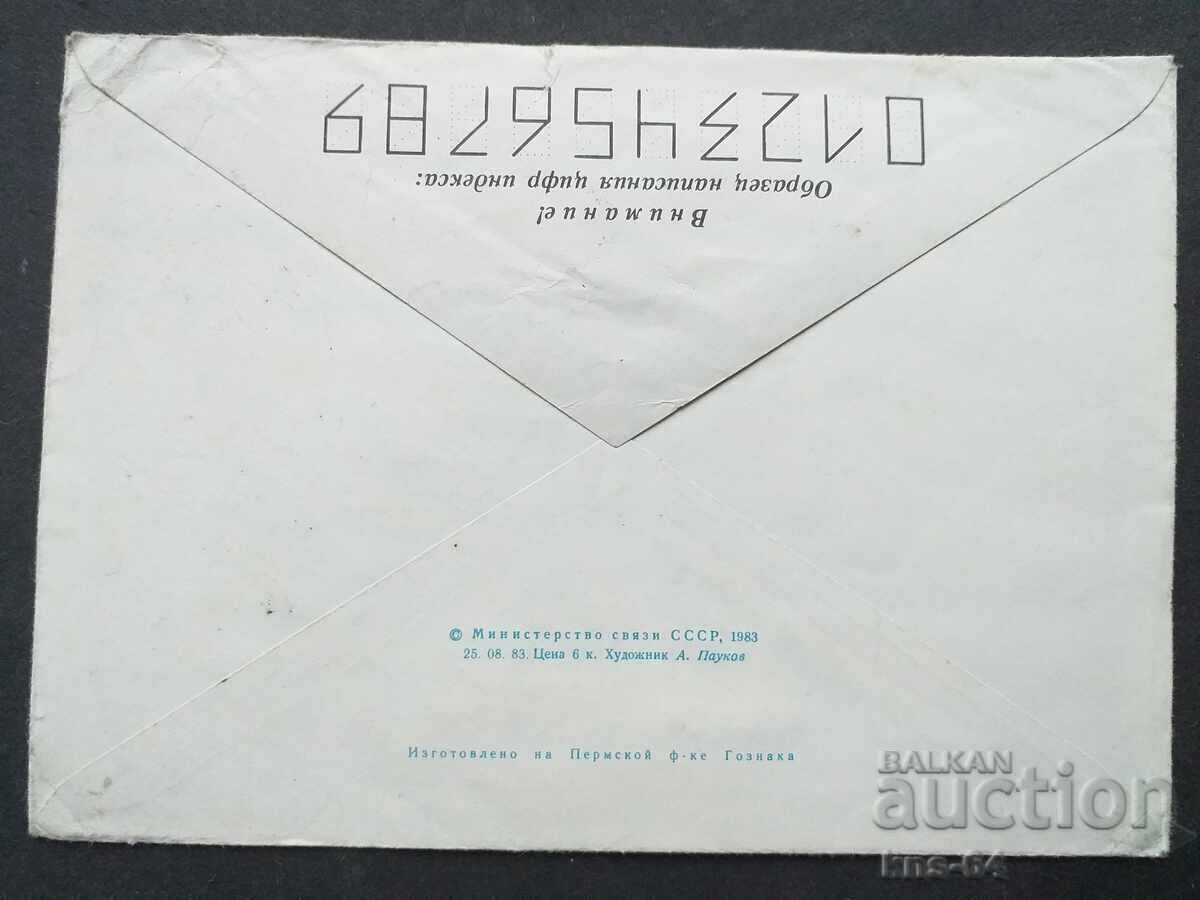 Внимание!
Образец написания цифр индекса:
0123456789
© Министерство связи СССР, 1983
25. 08. 83. Цена 6 к. Художник А. Пауков
Изготовлено на Пермской ф-ке Гознака
BALKAN
auction
kns-64